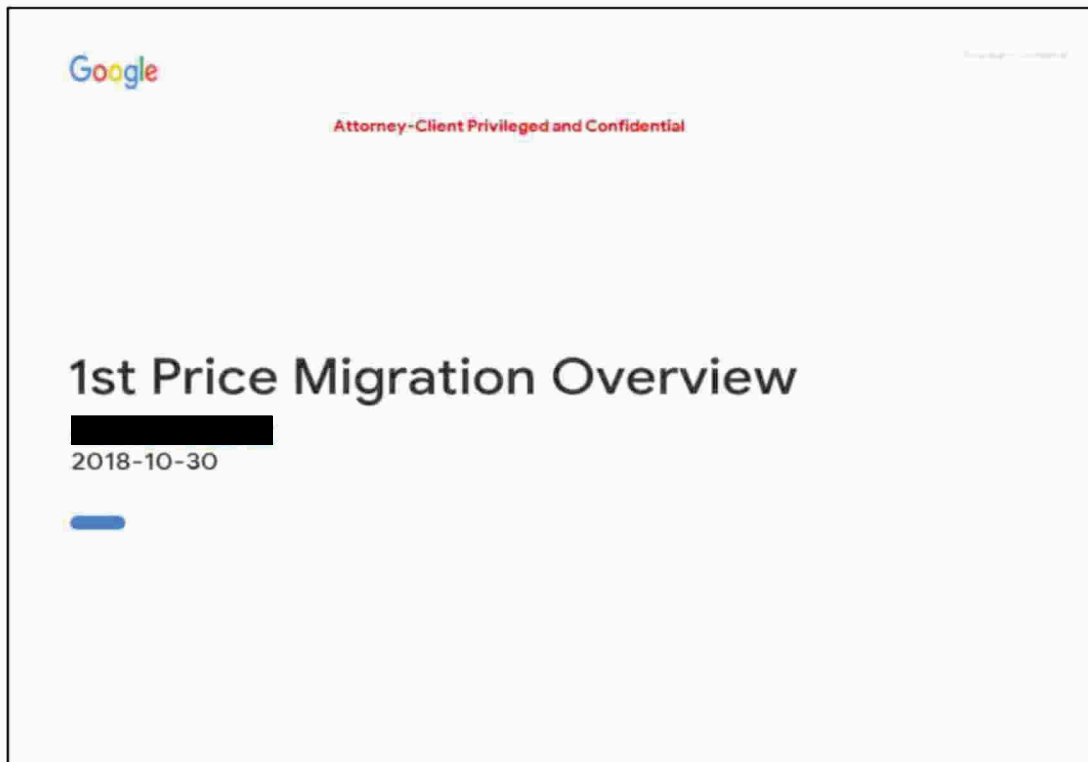 Google
Attorney-Client Privileged and Confidential
1st Price Migration Overview
2018-10-30